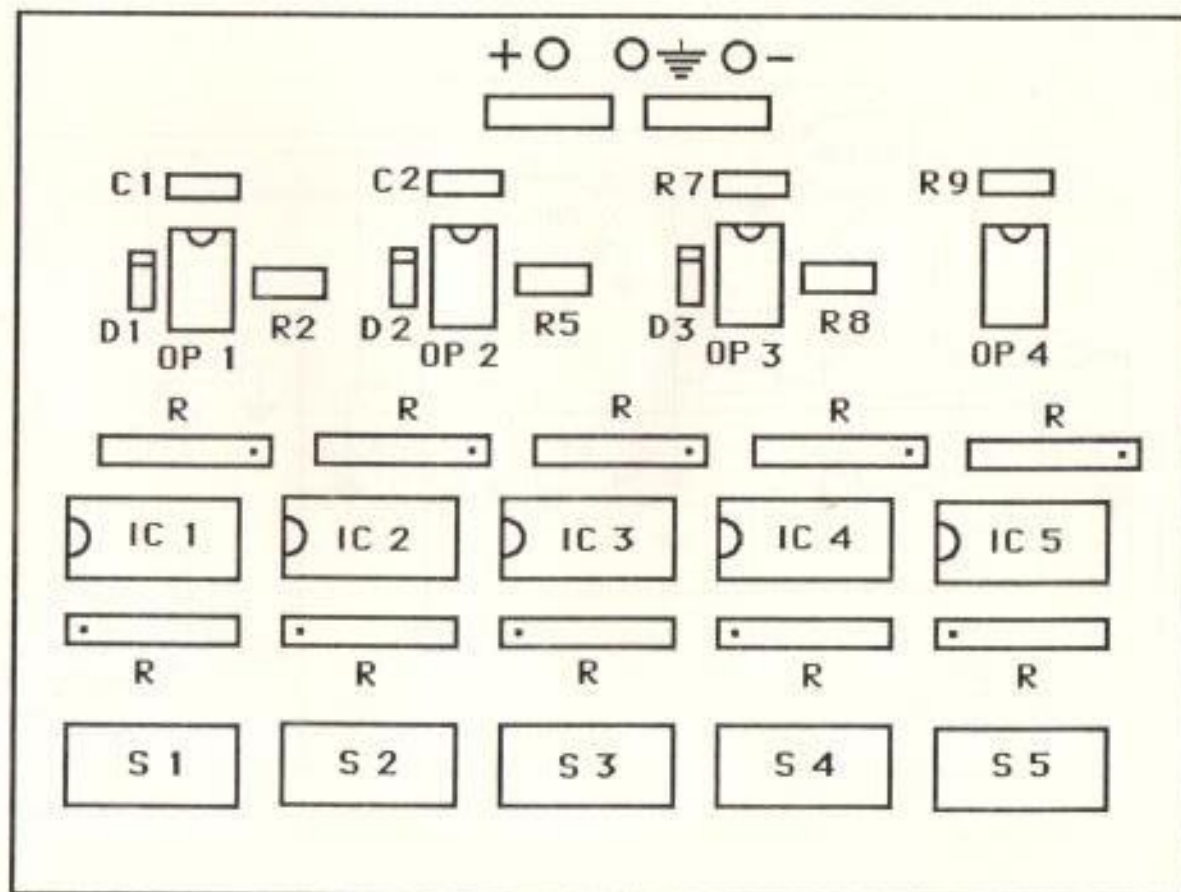 + -
C1 C2 R7 R9
D1 R2 D2 R5 D3 R8
OP 1 OP 2 OP 3 OP 4
R R R R R
IC 1 IC 2 IC 3 IC 4 IC 5
R R R R R
S 1 S 2 S 3 S 4 S 5